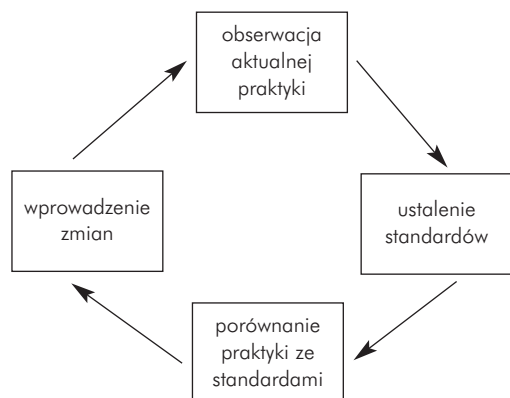 obserwacja
aktualnej
praktyki
ustalenie
standardów
porównanie
praktyki ze
standardami
wprowadzenie
zmian